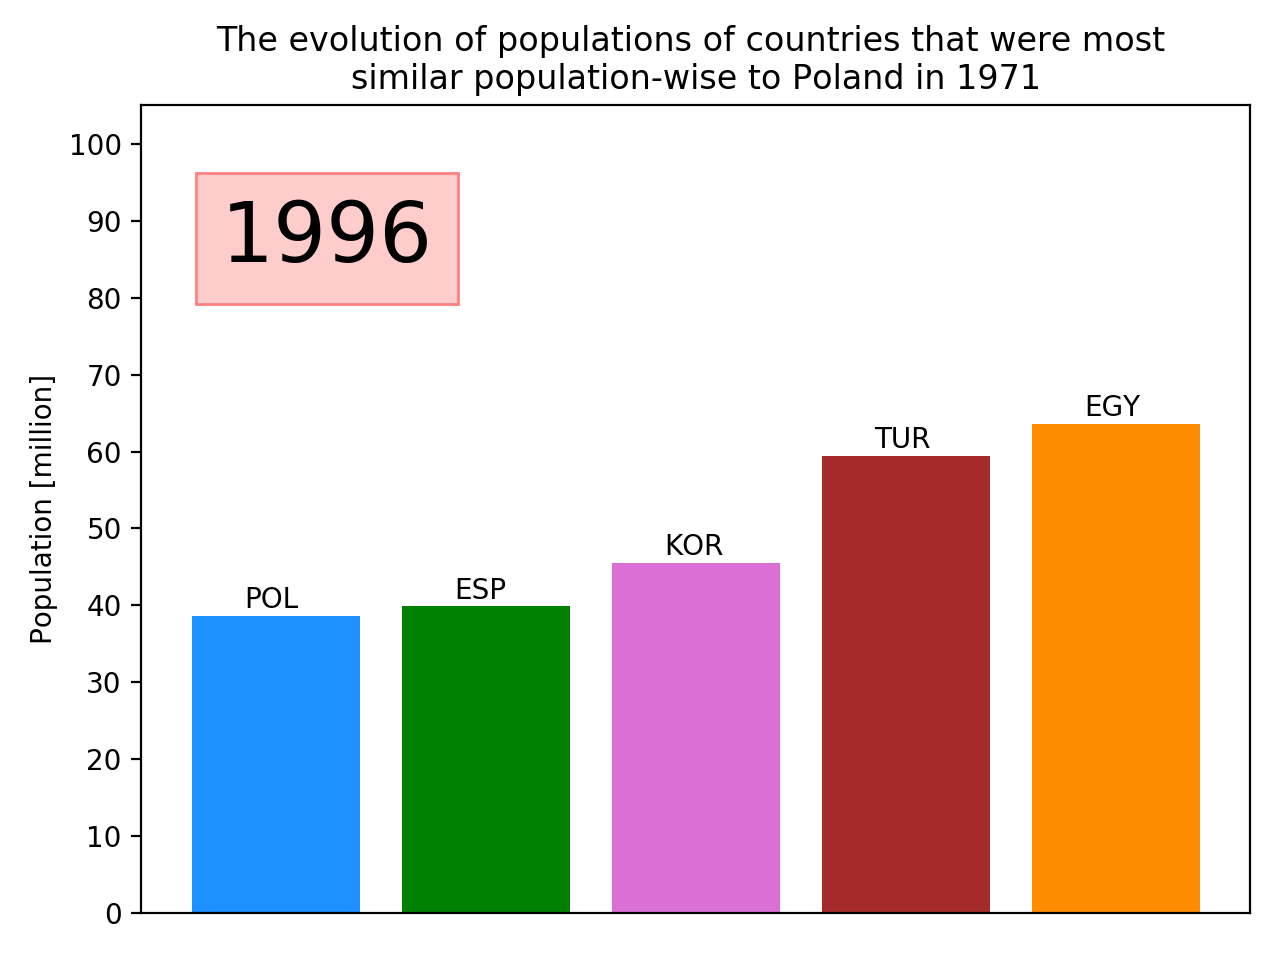 The evolution of populations of countries that were most
similar population-wise to Poland in 1971
100
90
80
70
60
50
40
30
20
10
0
Population [million]
1996
POL
ESP
KOR
TUR
EGY